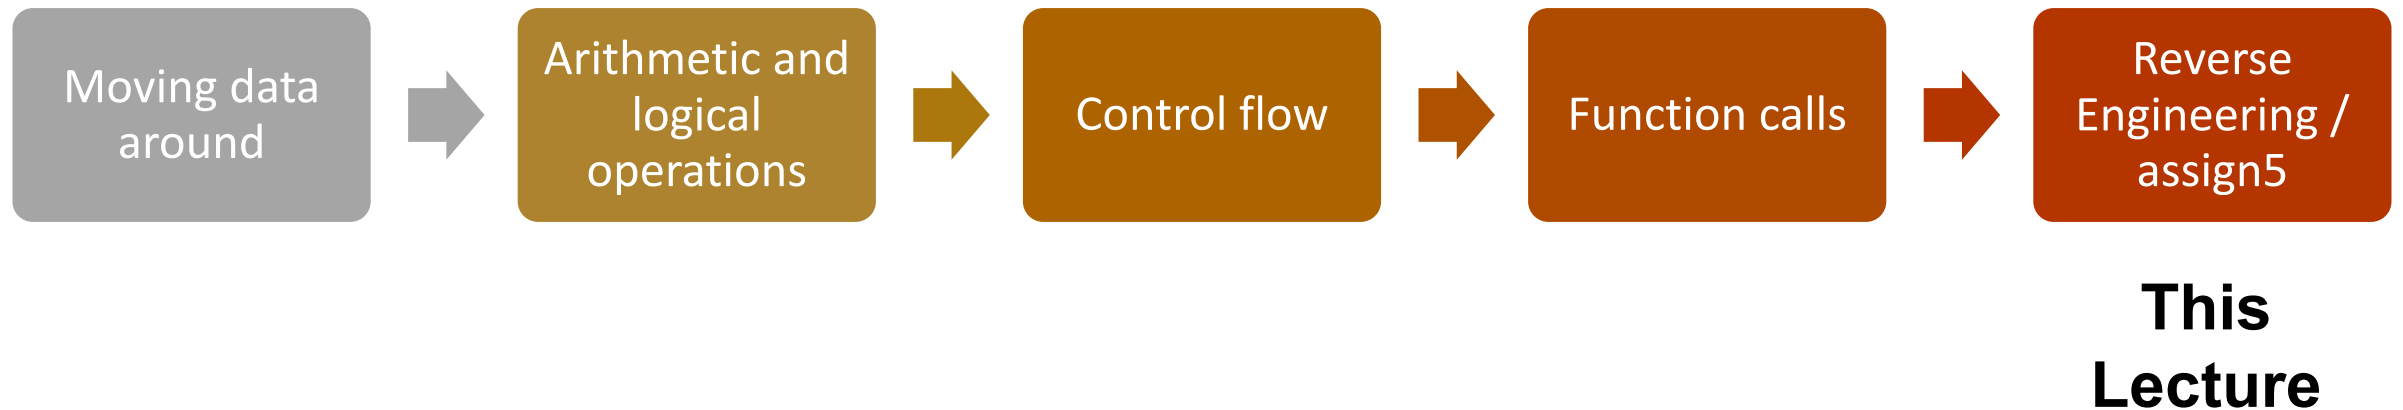 Moving data
around
Arithmetic and
logical
operations
Control flow
Function calls
Reverse
Engineering /
assign5
This
Lecture